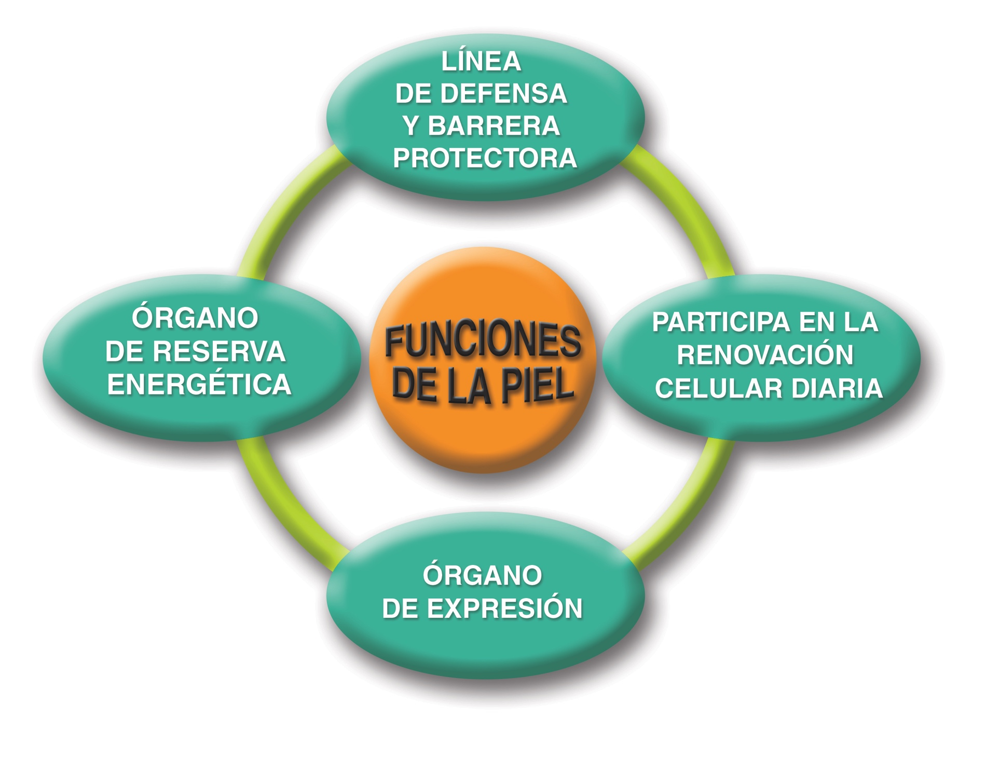 LÍNEA
DE DEFENSA
Y BARRERA
PROTECTORA
ÓRGANO
DE RESERVA
ENERGÉTICA
FUNCIONES
DE LA PIEL
PARTICIPA EN LA
RENOVACIÓN
CELULAR DIARIA
ÓRGANO
DE EXPRESIÓN